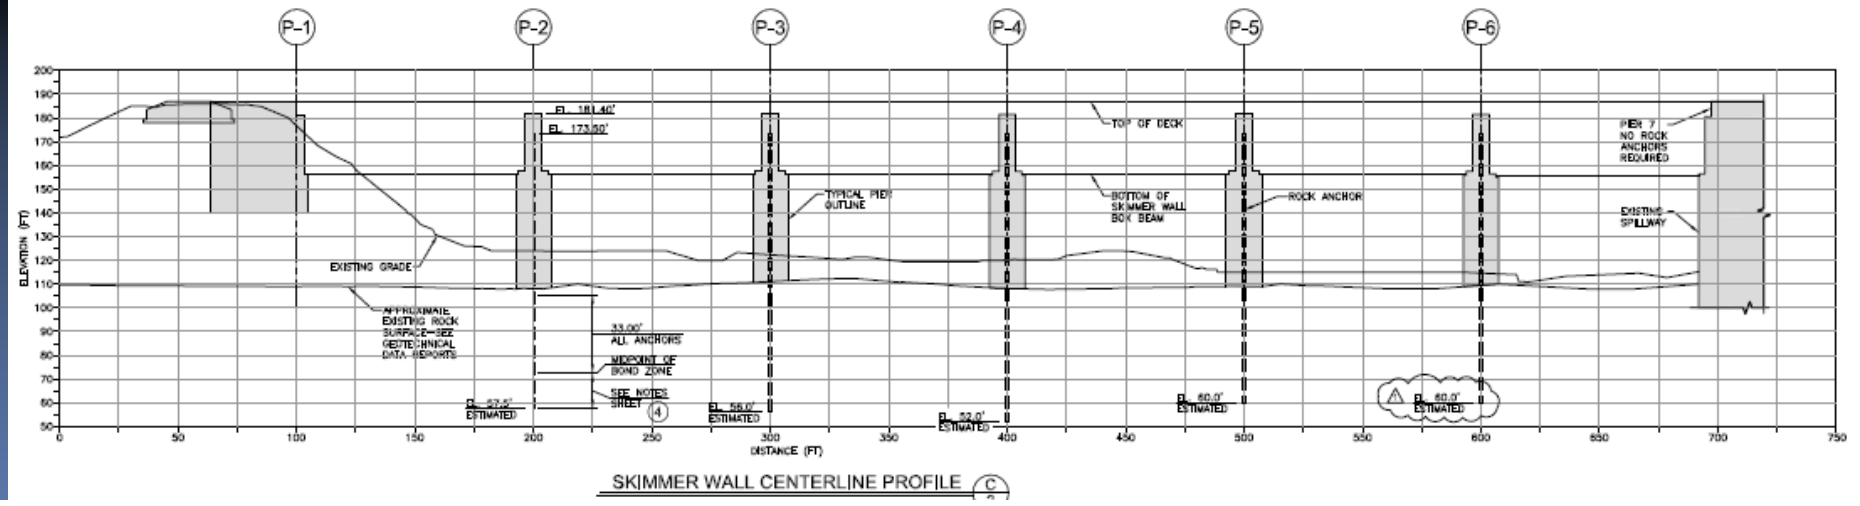 P-1 P-2 P-3 P-4 P-5 P-6
200
190
180
170
160
150
140
130
120
110
100
90
80
70
60
50
ELEVATION (FT)
EL. 181.40'
EL. 173.50'
TOP OF DECK
PIER 7
NO ROCK
ANCHORS
REQUIRED
TYPICAL PIER
OUTLINE
BOTTOM OF
SKIMMER WALL
BOX BEAM
ROCK ANCHOR
EXISTING
SPILLWAY
EXISTING GRADE
APPROXIMATE
EXISTING ROCK
SURFACE-SEE
GEOTECHNICAL
DATA REPORTS
33.00'
ALL ANCHORS
MIDPOINT OF
BOND ZONE
SEE NOTES
SHEET 4
EL. 57.5'
ESTIMATED
EL. 56.0'
ESTIMATED
EL. 52.0'
ESTIMATED
EL. 60.0'
ESTIMATED
EL. 60.0'
ESTIMATED
0 50 100 150 200 250 300 350 400 450 500 550 600 650 700 750
DISTANCE (FT)
SKIMMER WALL CENTERLINE PROFILE C